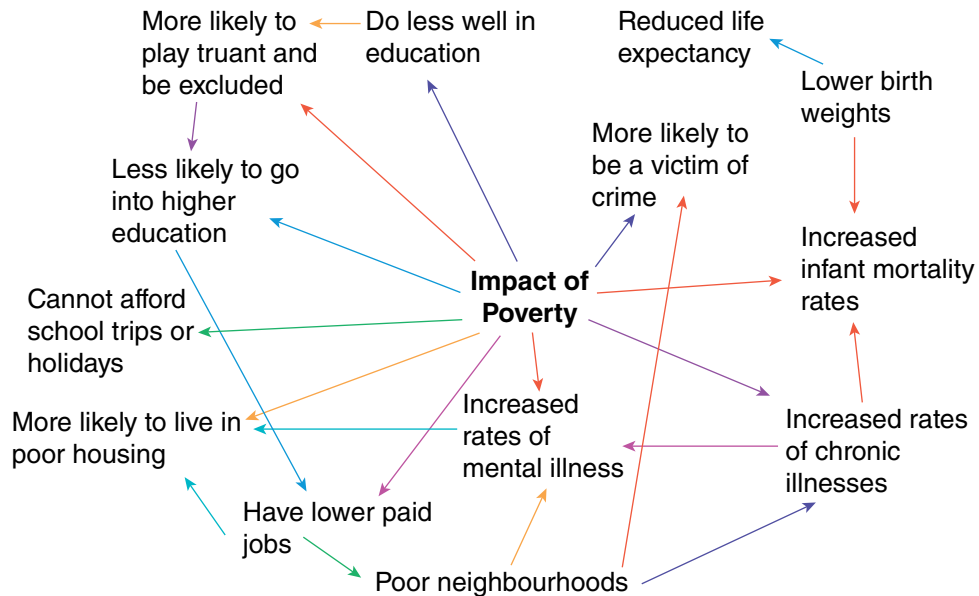 More likely to
play truant and
be excluded
Do less well in
education
Reduced life
expectancy
Lower birth
weights
More likely to
be a victim of
crime
Less likely to go
into higher
education
Increased
infant mortality
rates
Impact of
Poverty
Cannot afford
school trips or
holidays
More likely to live in
poor housing
Increased
rates of
mental illness
Increased rates
of chronic
illnesses
Have lower paid
jobs
Poor neighbourhoods